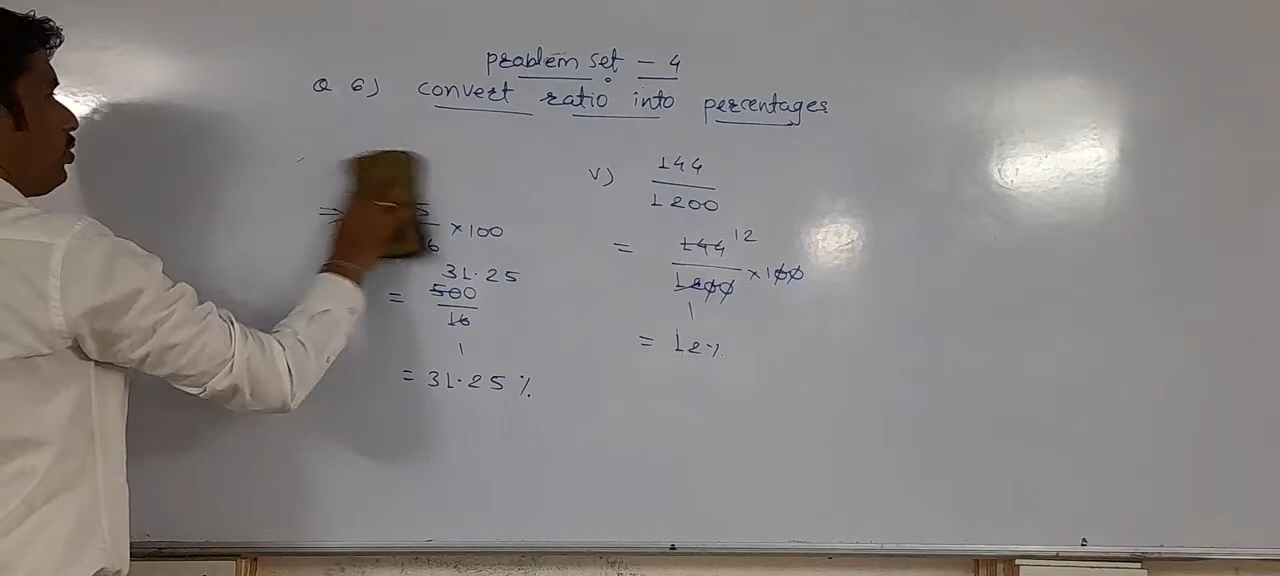 problem set - 4
Q 6) convert ratio into percentages
=> 5
6 × 100
31.25
= 500
16
1
= 31.25 %
v) 144
1200
= 144 12
1200 × 100
1
= 12%